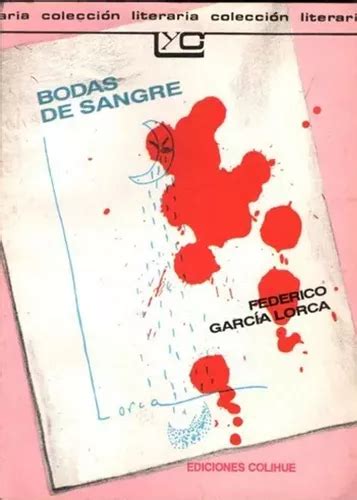 aria colección literaria colección literari
LyC
BODAS
DE SANGRE
FEDERICO
GARCÍA LORCA
Lorca
EDICIONES COLIHUE